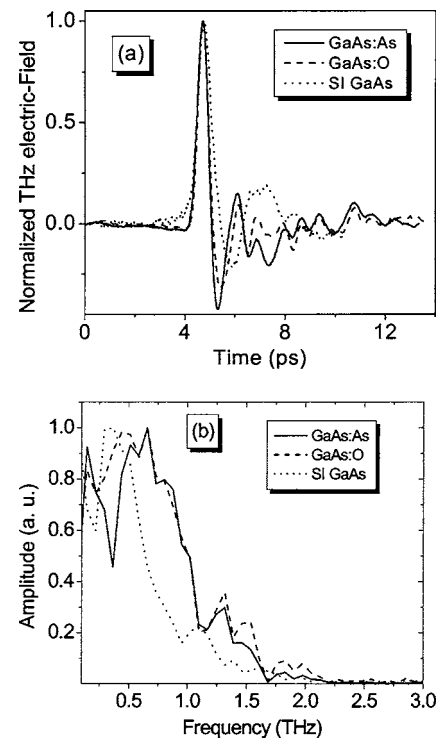 (a)
GaAs:As
GaAs:O
SI GaAs
Normalized THz electric-Field
1.0
0.5
0.0
0 4 8 12
Time (ps)
(b)
GaAs:As
GaAs:O
SI GaAs
Amplitude (a. u.)
1.0
0.8
0.6
0.4
0.2
0.5 1.0 1.5 2.0 2.5 3.0
Frequency (THz)